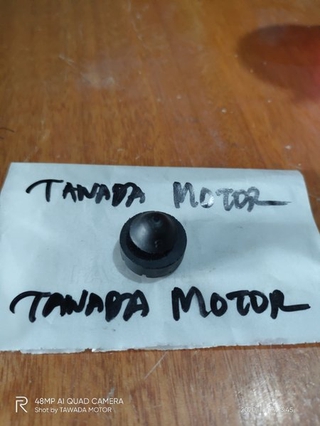 TANADA MOTOR
TANADA MOTOR
48MP AI QUAD CAMERA
Shot by TAWADA MOTOR